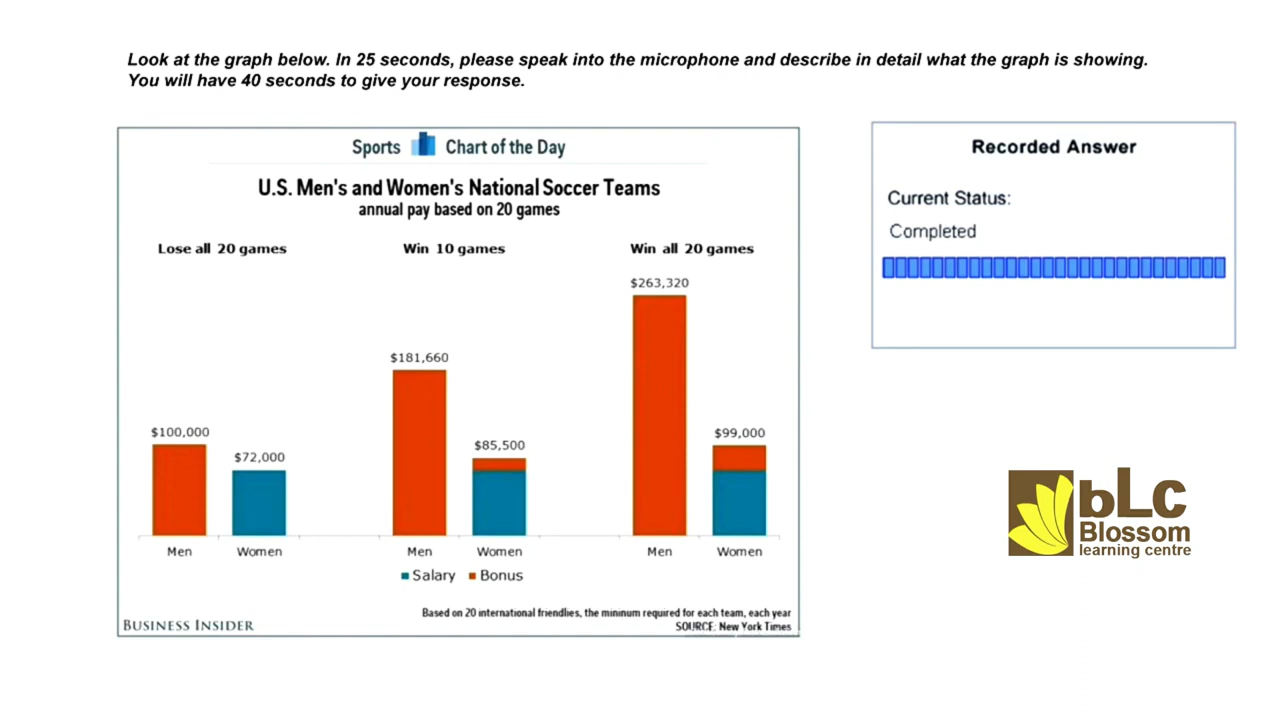 Look at the graph below. In 25 seconds, please speak into the microphone and describe in detail what the graph is showing.
You will have 40 seconds to give your response.
Sports Chart of the Day
U.S. Men's and Women's National Soccer Teams
annual pay based on 20 games
Lose all 20 games Win 10 games Win all 20 games
$263,320
$181,660
$100,000 $99,000
$85,500
$72,000
Men Women Men Women Men Women
Salary Bonus
Based on 20 international friendlies, the mininum required for each team, each year
BUSINESS INSIDER SOURCE: New York Times
Recorded Answer
Current Status:
Completed
bLc
Blossom
learning centre